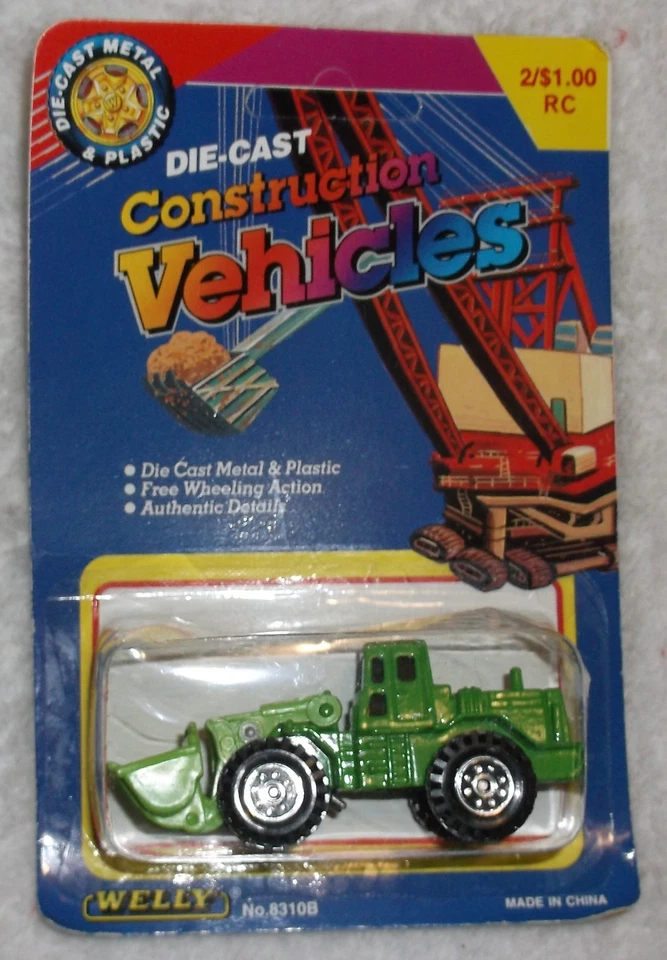 DIE-CAST METAL
& PLASTIC
2/$1.00
RC
DIE-CAST
Construction
Vehicles
• Die Cast Metal & Plastic
• Free Wheeling Action
• Authentic Details
WELLY®
No.8310B
MADE IN CHINA